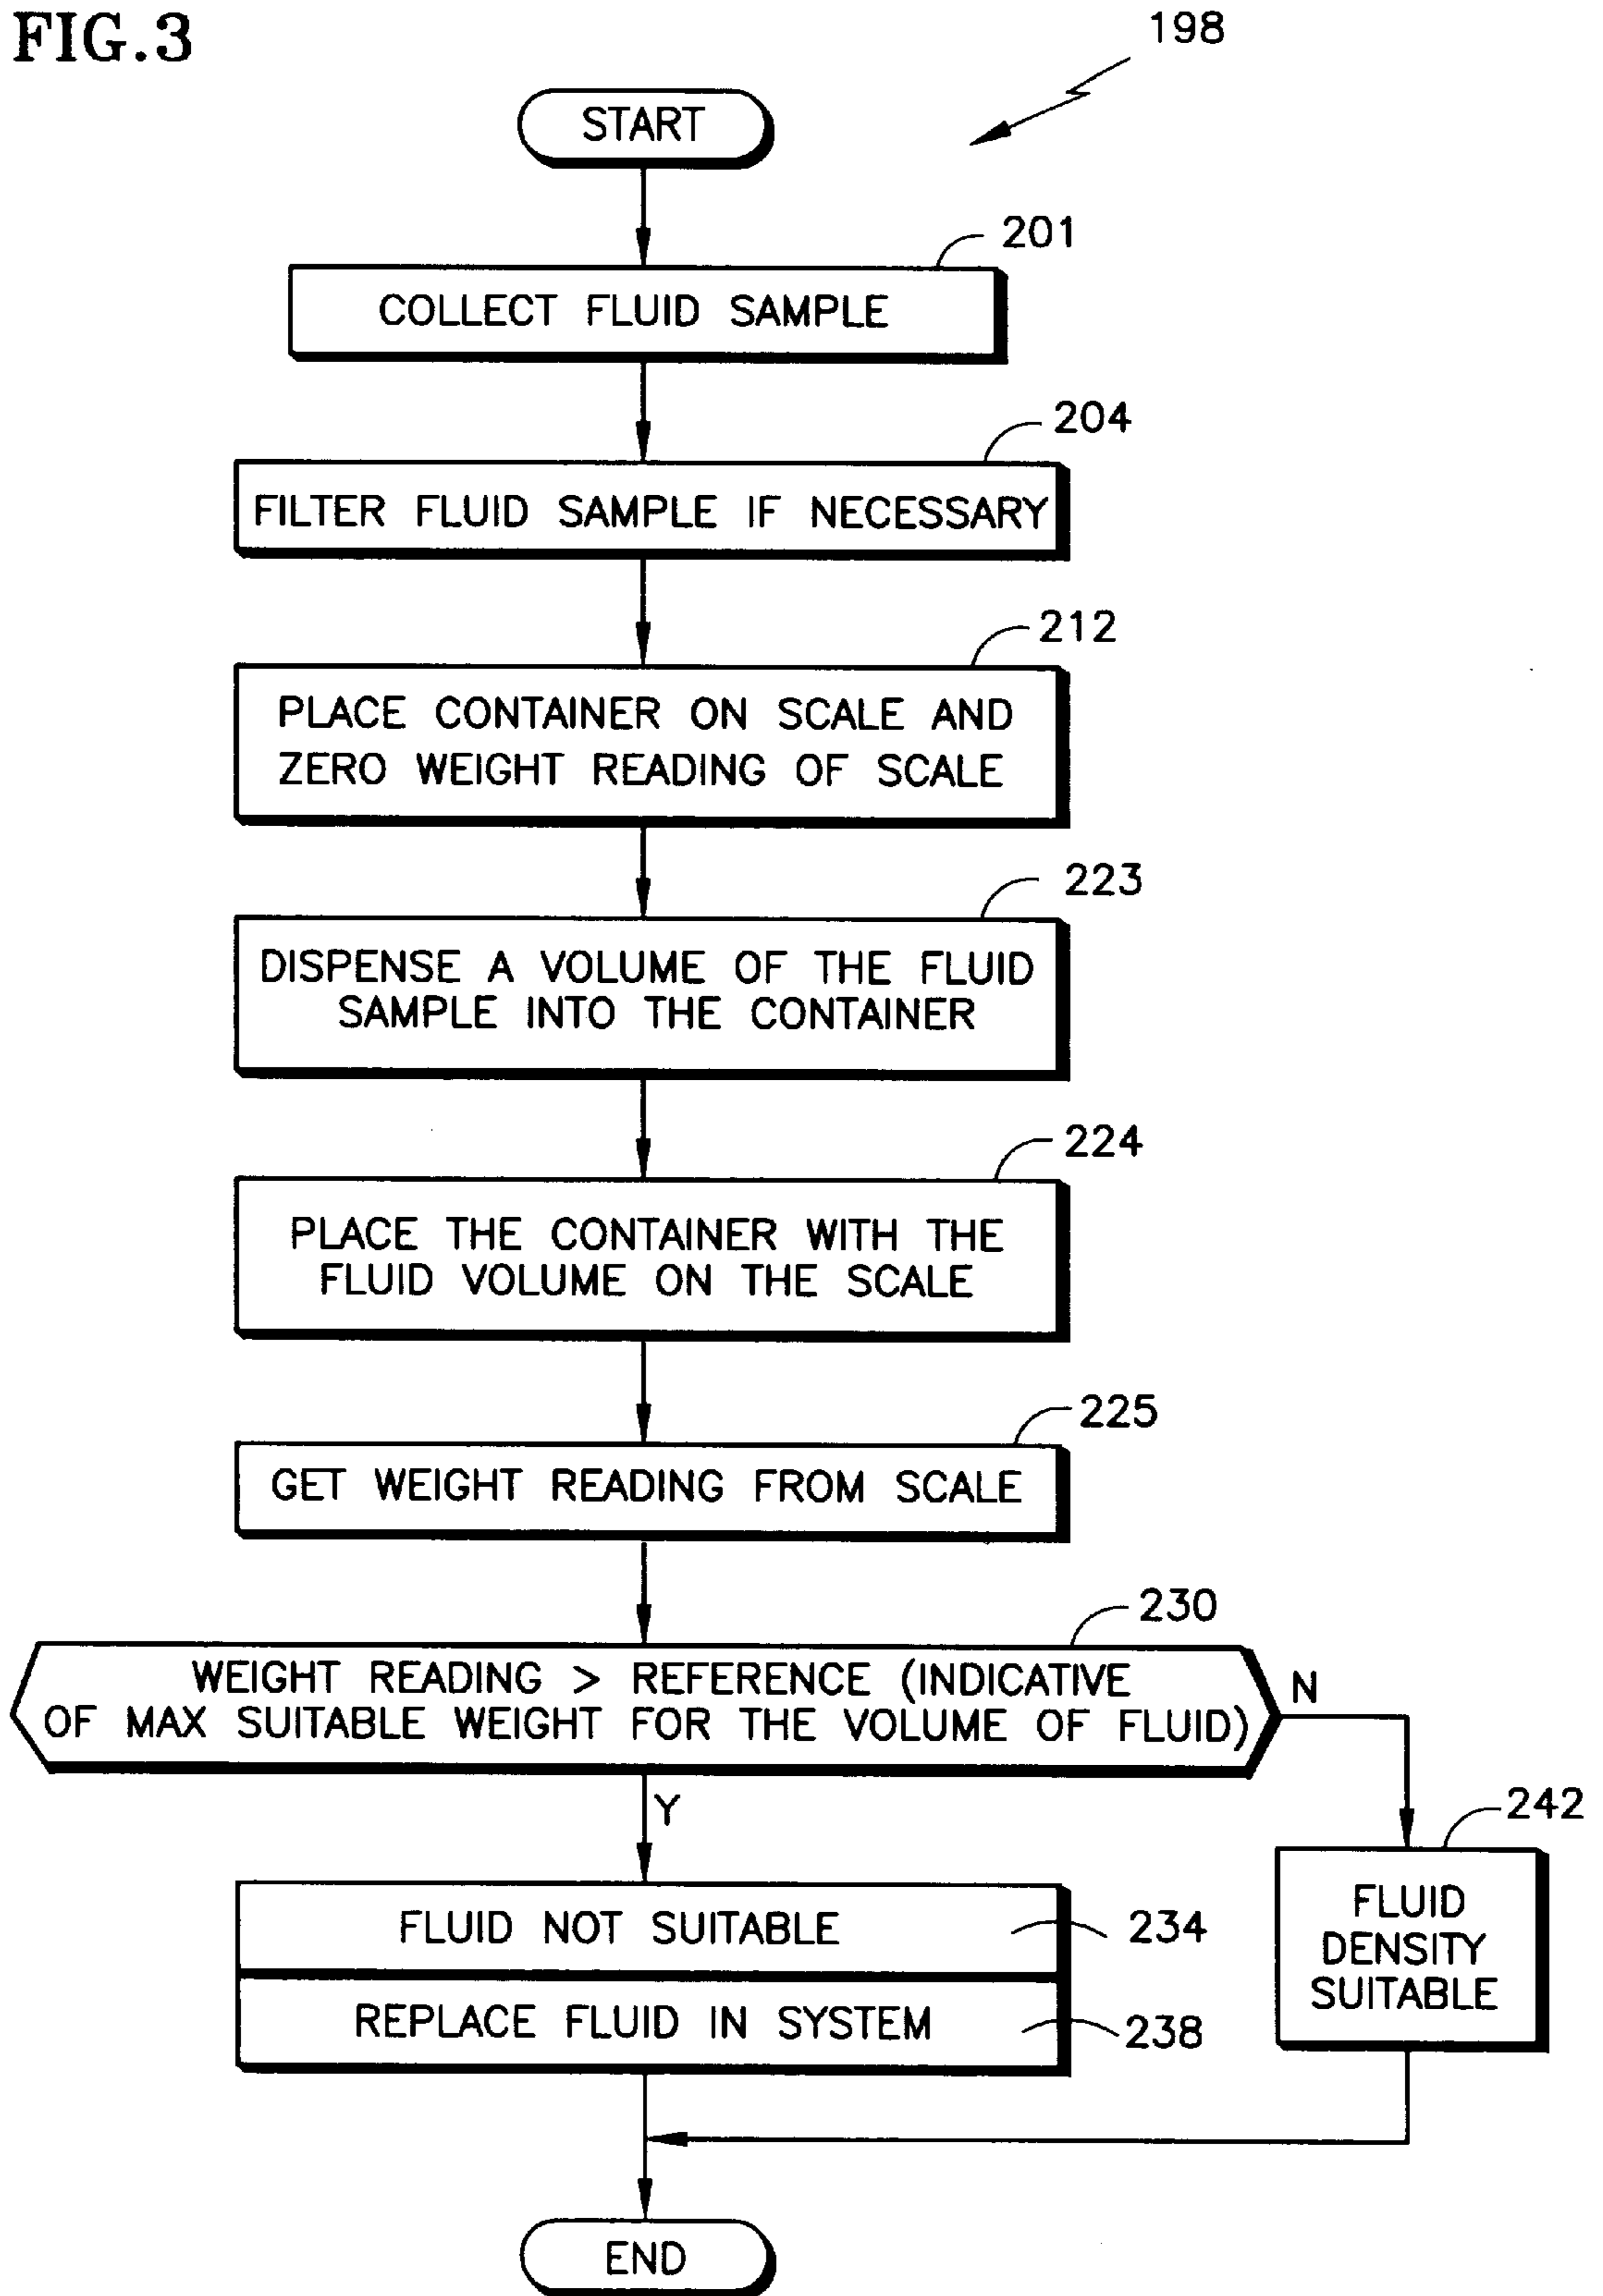 FIG.3
198
START
201
COLLECT FLUID SAMPLE
204
FILTER FLUID SAMPLE IF NECESSARY
212
PLACE CONTAINER ON SCALE AND
ZERO WEIGHT READING OF SCALE
223
DISPENSE A VOLUME OF THE FLUID
SAMPLE INTO THE CONTAINER
224
PLACE THE CONTAINER WITH THE
FLUID VOLUME ON THE SCALE
225
GET WEIGHT READING FROM SCALE
230
WEIGHT READING > REFERENCE (INDICATIVE
OF MAX SUITABLE WEIGHT FOR THE VOLUME OF FLUID)
N
Y
242
FLUID
DENSITY
SUITABLE
FLUID NOT SUITABLE
234
REPLACE FLUID IN SYSTEM
238
END